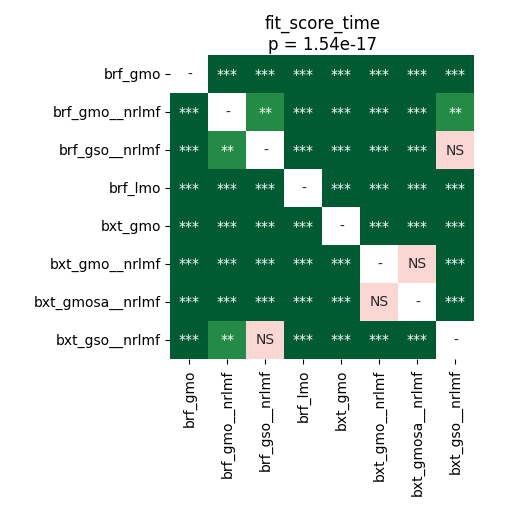 fit_score_time
p = 1.54e-17
brf_gmo - *** *** *** *** *** *** ***
brf_gmo__nrlmf *** - ** *** *** *** *** **
brf_gso__nrlmf *** ** - *** *** *** *** NS
brf_lmo *** *** *** - *** *** *** ***
bxt_gmo *** *** *** *** - *** *** ***
bxt_gmo__nrlmf *** *** *** *** *** - NS ***
bxt_gmosa__nrlmf *** *** *** *** *** NS - ***
bxt_gso__nrlmf *** ** NS *** *** *** *** -
brf_gmo
brf_gmo__nrlmf
brf_gso__nrlmf
brf_lmo
bxt_gmo
bxt_gmo__nrlmf
bxt_gmosa__nrlmf
bxt_gso__nrlmf